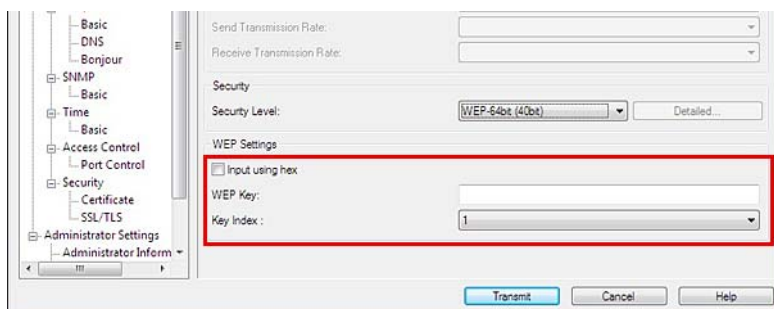 Basic
DNS
Bonjour
SNMP
Basic
Time
Basic
Access Control
Port Control
Security
Certificate
SSL/TLS
Administrator Settings
Administrator Inform
Send Transmission Rate:
Receive Transmission Rate:
Security
Security Level: WEP-64bit (40bit) Detailed...
WEP Settings
Input using hex
WEP Key:
Key Index : 1
Transmit Cancel Help